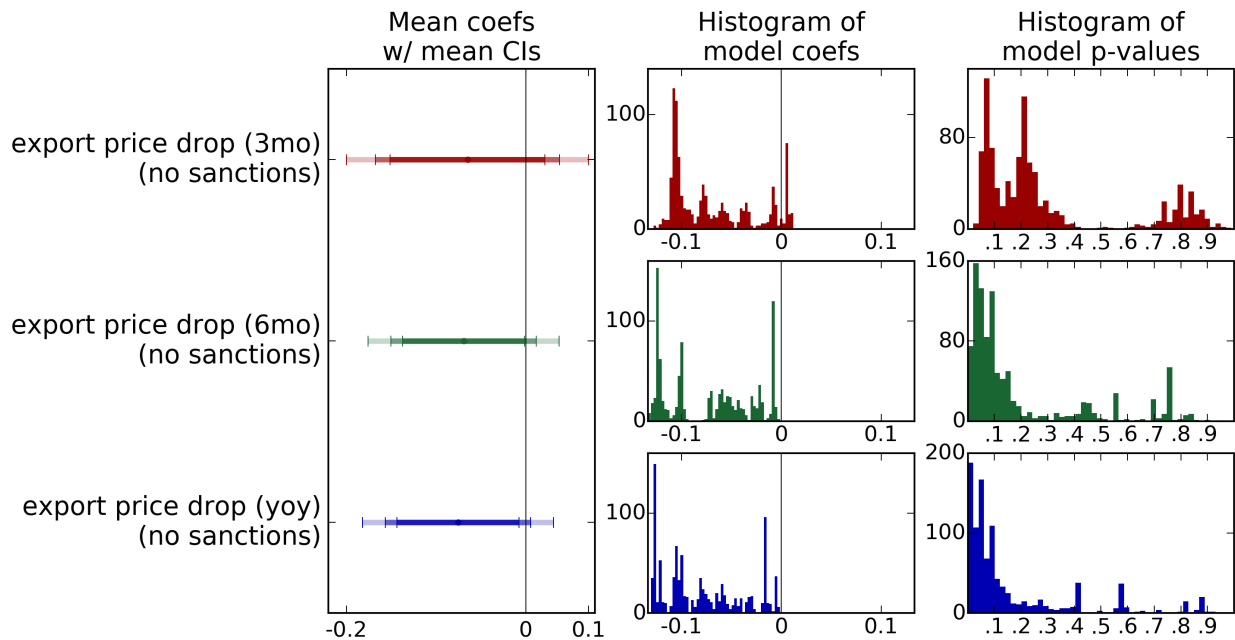 Mean coefs
w/ mean CIs
Histogram of
model coefs
Histogram of
model p-values
export price drop (3mo)
(no sanctions)
100
0
-0.1 0 0.1
80
0
.1 .2 .3 .4 .5 .6 .7 .8 .9
export price drop (6mo)
(no sanctions)
100
0
-0.1 0 0.1
160
80
0
.1 .2 .3 .4 .5 .6 .7 .8 .9
export price drop (yoy)
(no sanctions)
100
0
-0.1 0 0.1
200
100
0
.1 .2 .3 .4 .5 .6 .7 .8 .9
-0.2 0 0.1